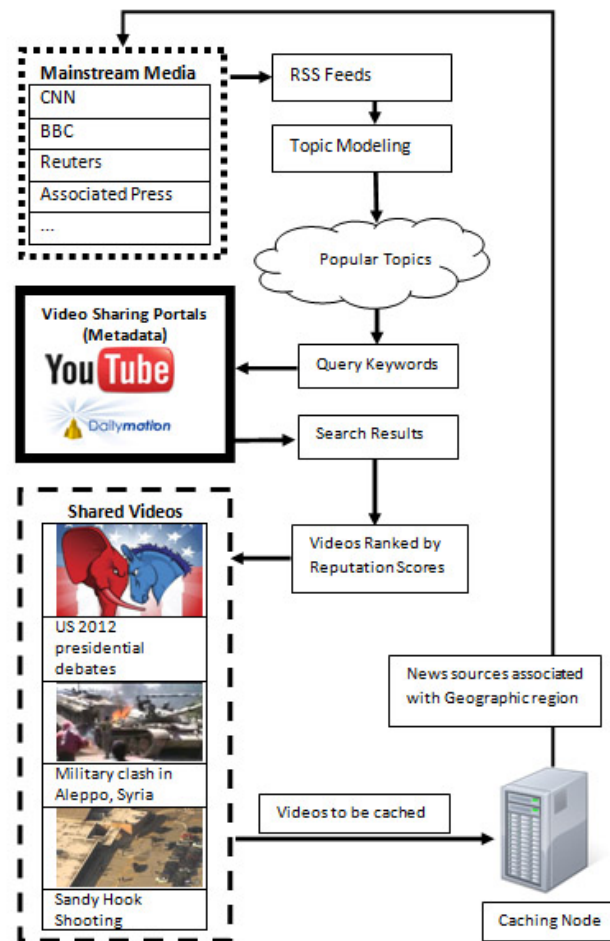 Mainstream Media
CNN
BBC
Reuters
Associated Press
...
RSS Feeds
Topic Modeling
Popular Topics
Video Sharing Portals
(Metadata)
YouTube
Dailymotion
Query Keywords
Search Results
Videos Ranked by
Reputation Scores
Shared Videos
US 2012
presidential
debates
Military clash in
Aleppo, Syria
Sandy Hook
Shooting
News sources associated
with Geographic region
Videos to be cached
Caching Node